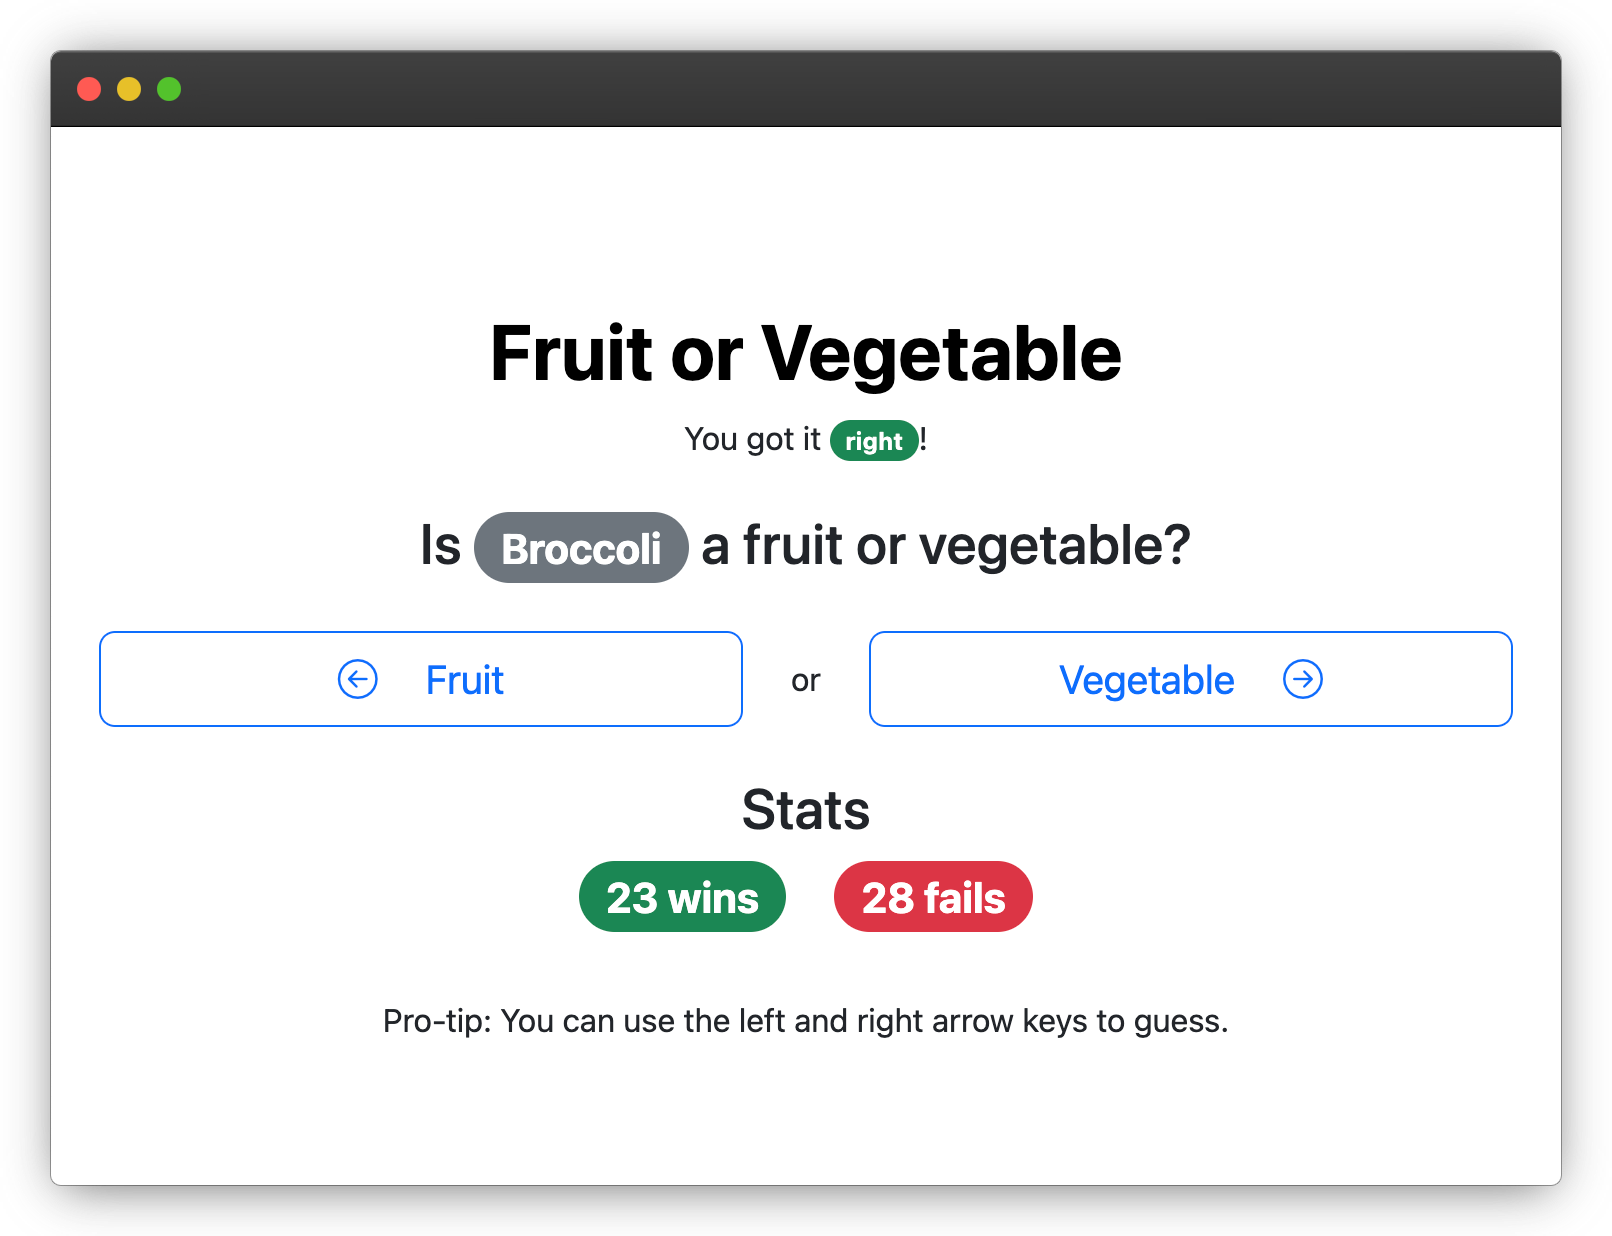 Fruit or Vegetable
You got it right!
Is Broccoli a fruit or vegetable?
Fruit or Vegetable
Stats
23 wins 28 fails
Pro-tip: You can use the left and right arrow keys to guess.